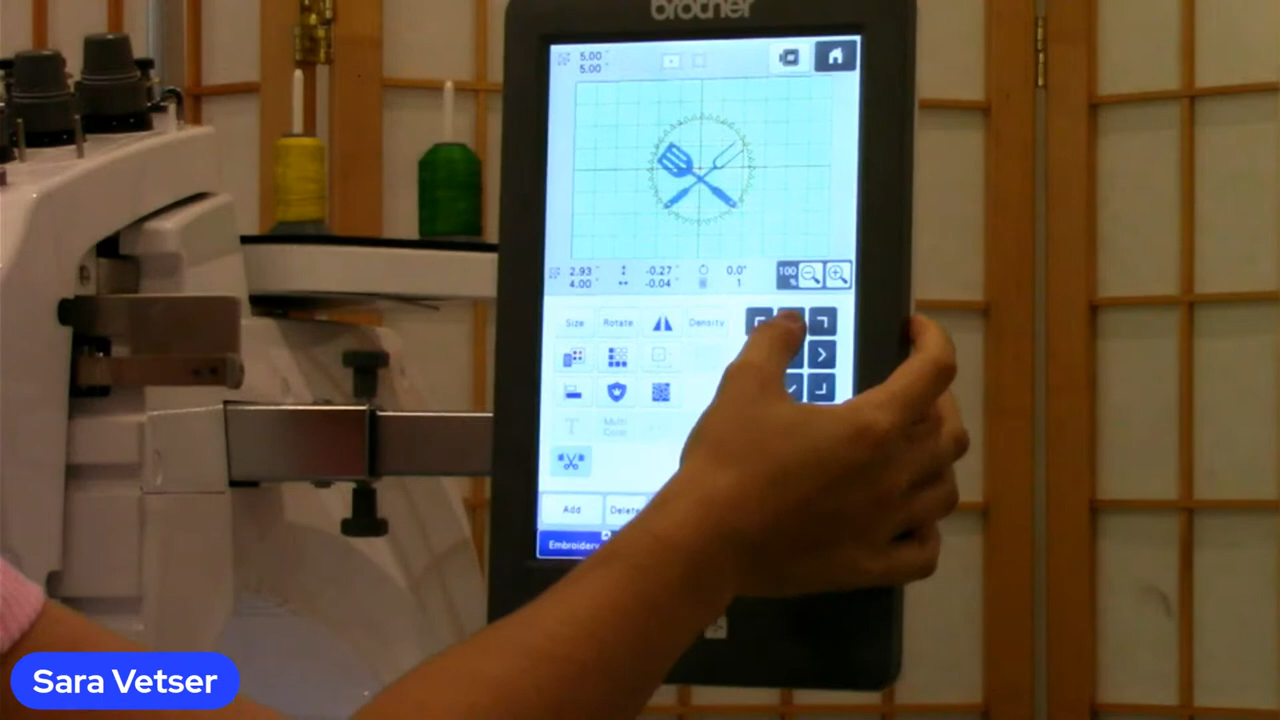 brother
5.00"
5.00"
2.93" -0.27" 0.0°
4.00" -0.04" 1
100
%
Size Rotate Density
T Multi
Color
Add Delete
Embroidery
Sara Vetser